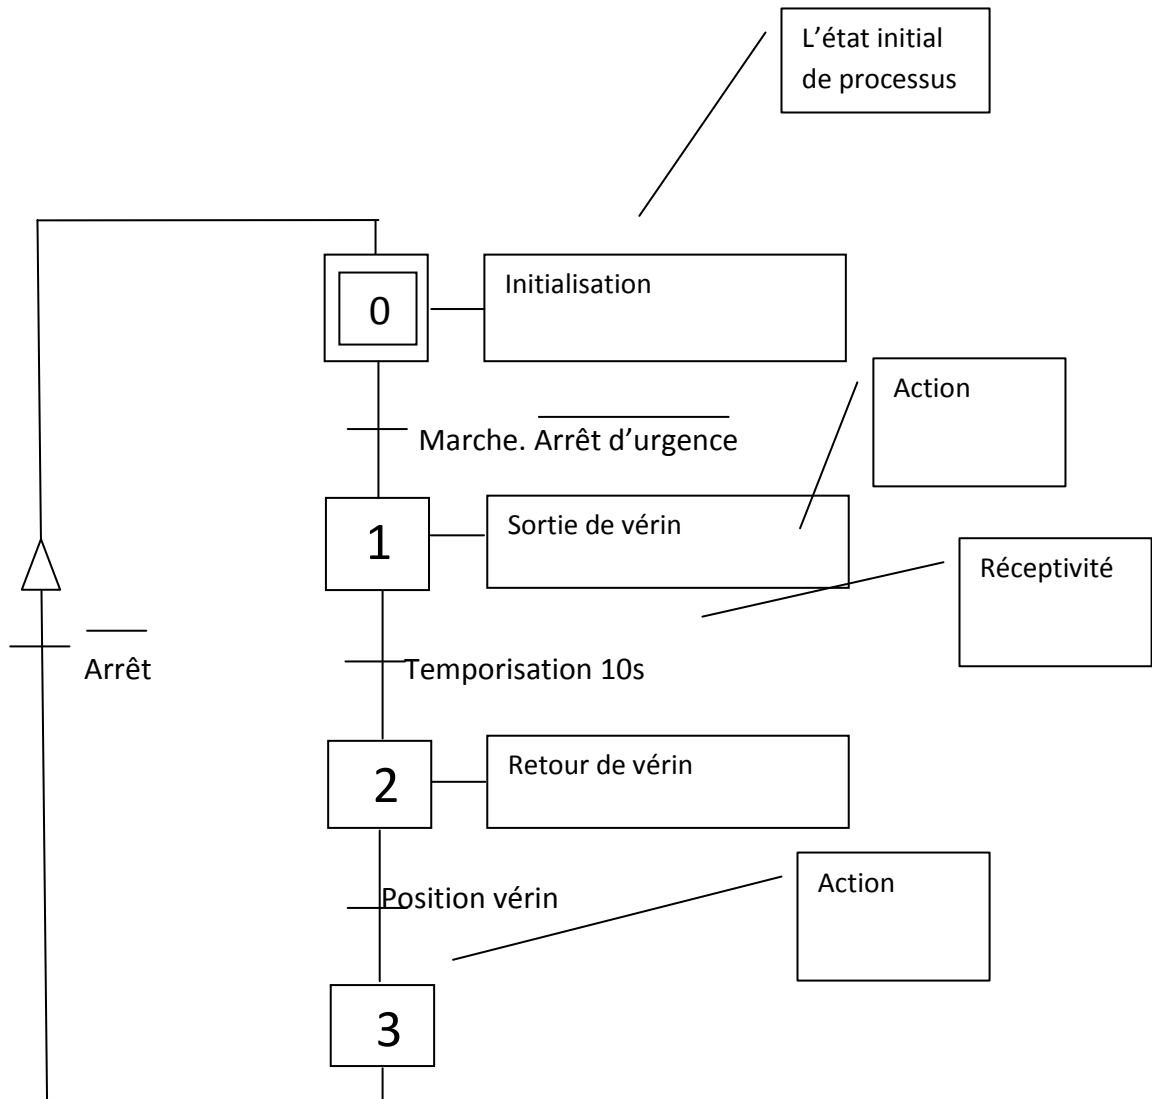 L’état initial
de processus
0
Initialisation
Action
Marche. Arrêt d’urgence
1
Sortie de vérin
Réceptivité
Arrêt
Temporisation 10s
2
Retour de vérin
Action
Position vérin
3